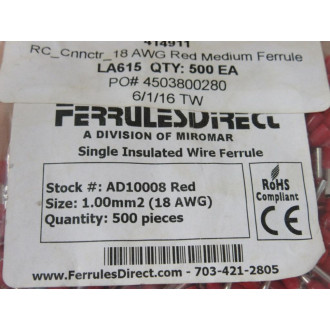 414911
RC_Cnnctr_18 AWG Red Medium Ferrule
LA615 QTY: 500 EA
PO# 4503800280
6/1/16 TW
FERRULESDIRECT
A DIVISION OF MIROMAR
Single Insulated Wire Ferrule
Stock #: AD10008 Red
Size: 1.00mm2 (18 AWG)
Quantity: 500 pieces
RoHS
Compliant
www.FerrulesDirect.com - 703-421-2805